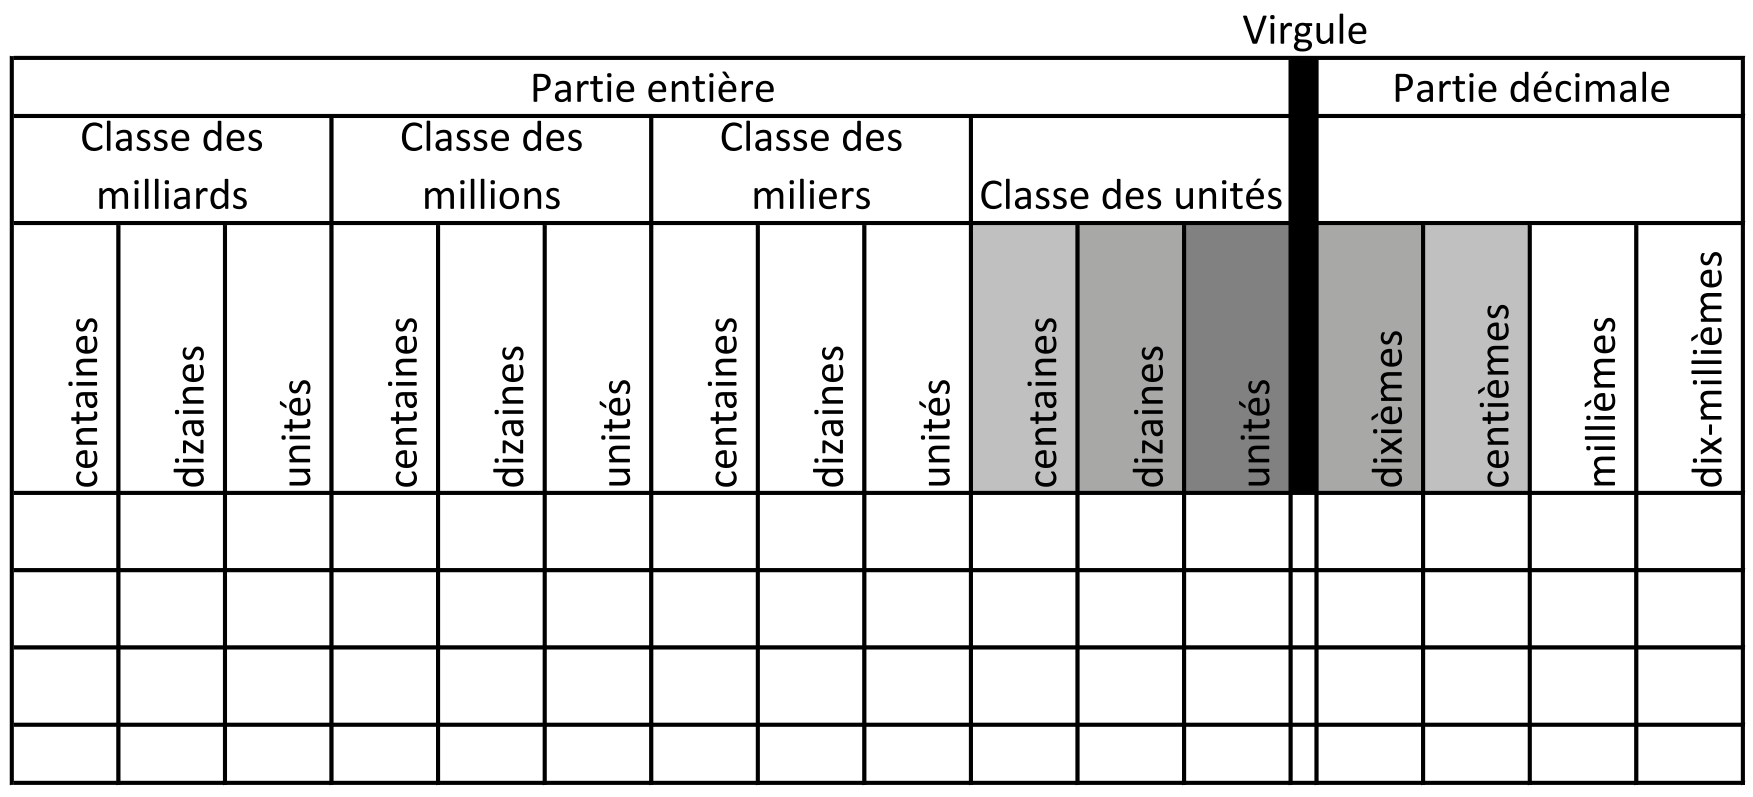 Virgule
Partie entière
Partie décimale
Classe des
milliards
Classe des
millions
Classe des
miliers
Classe des unités
centaines
dizaines
unités
centaines
dizaines
unités
centaines
dizaines
unités
centaines
dizaines
unités
dixièmes
centièmes
millièmes
dix-millièmes